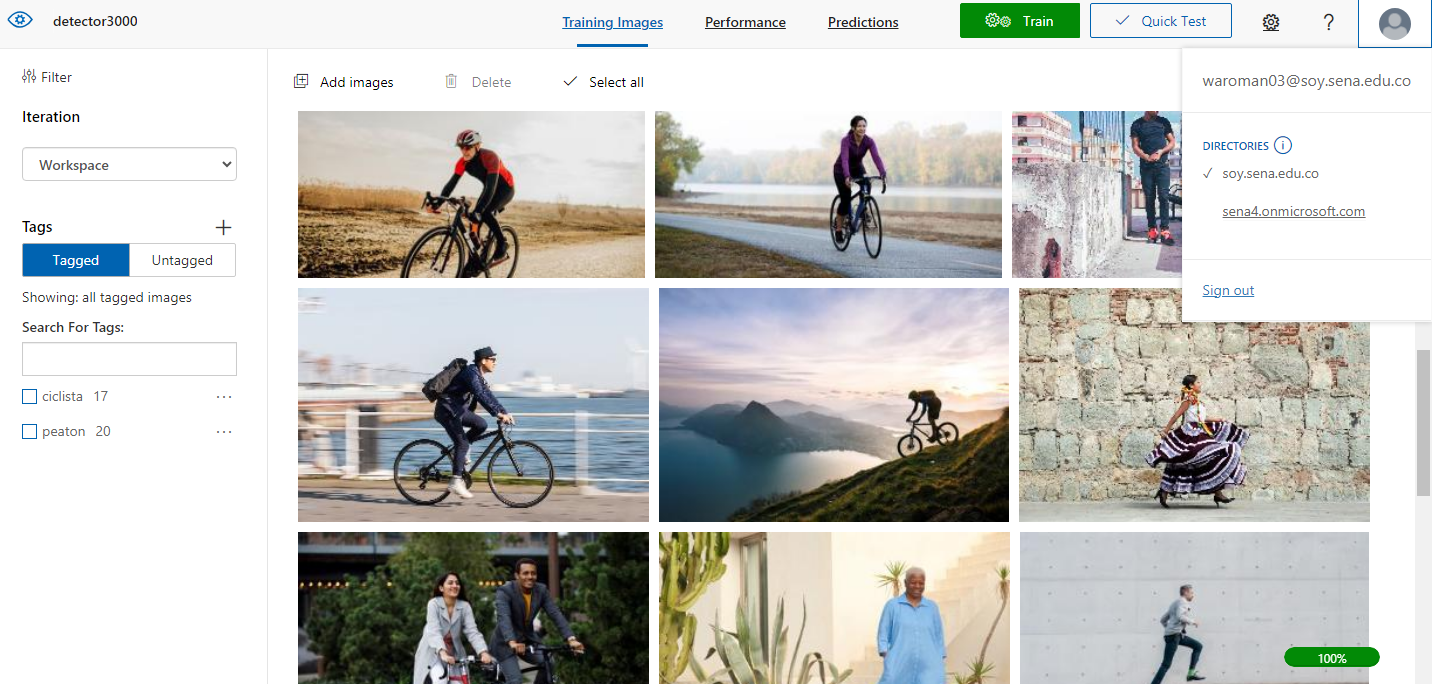 detector3000
Training Images
Performance
Predictions
Train
Quick Test
?
waroman03@soy.sena.edu.co
DIRECTORIES
soy.sena.edu.co
sena4.onmicrosoft.com
Sign out
Filter
Iteration
Workspace
Tags
Tagged
Untagged
Showing: all tagged images
Search For Tags:
ciclista 17
peaton 20
Add images
Delete
Select all
100%